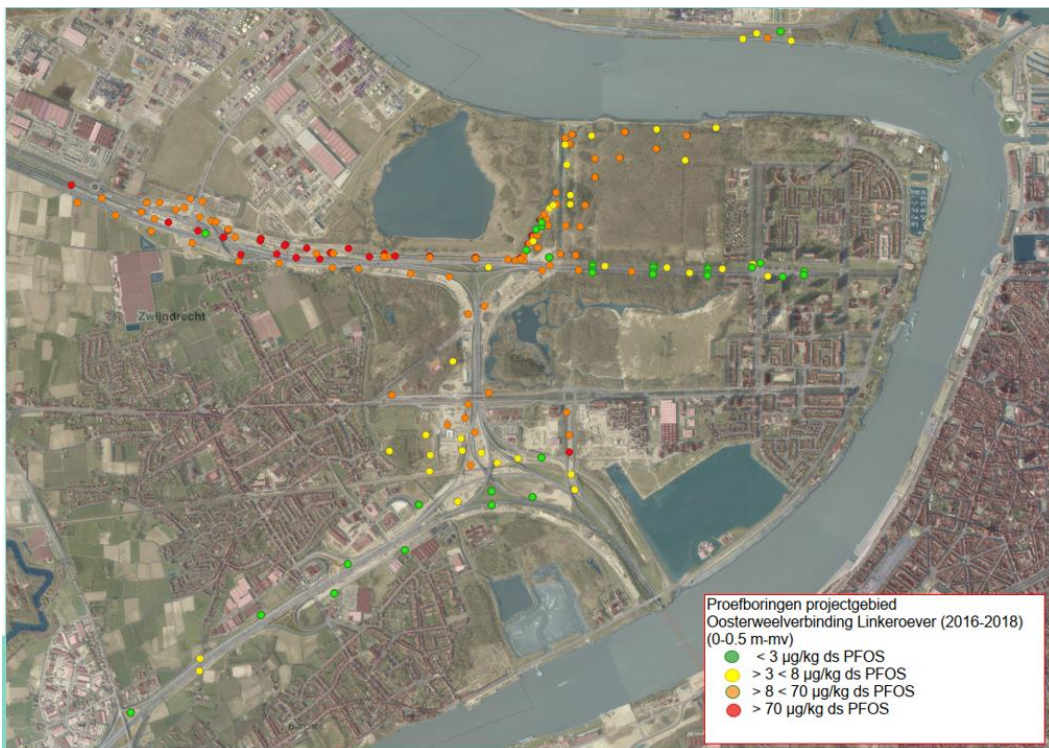 Zwijndrecht
Burcht
Proefboringen projectgebied
Oosterweelverbinding Linkeroever (2016-2018)
(0-0.5 m-mv)
< 3 µg/kg ds PFOS
> 3 < 8 µg/kg ds PFOS
> 8 < 70 µg/kg ds PFOS
> 70 µg/kg ds PFOS